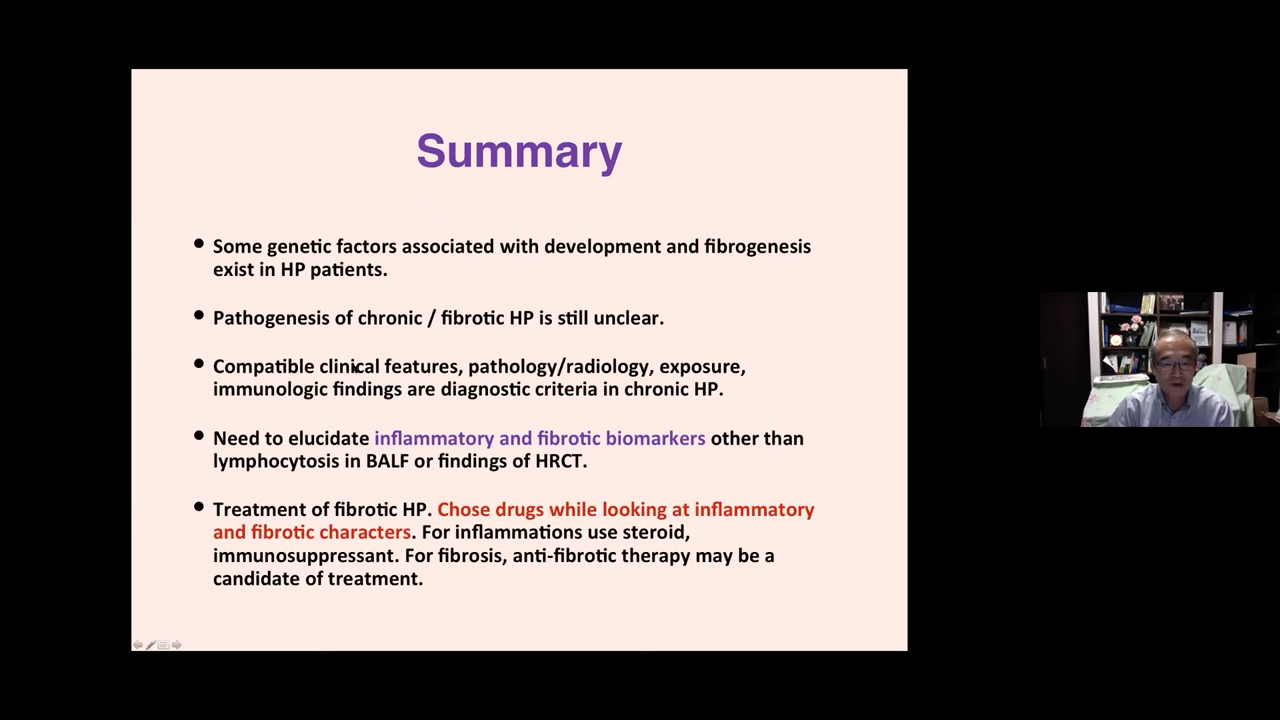 Summary
• Some genetic factors associated with development and fibrogenesis
exist in HP patients.
• Pathogenesis of chronic / fibrotic HP is still unclear.
• Compatible clinical features, pathology/radiology, exposure,
immunologic findings are diagnostic criteria in chronic HP.
• Need to elucidate inflammatory and fibrotic biomarkers other than
lymphocytosis in BALF or findings of HRCT.
• Treatment of fibrotic HP. Chose drugs while looking at inflammatory
and fibrotic characters. For inflammations use steroid,
immunosuppressant. For fibrosis, anti-fibrotic therapy may be a
candidate of treatment.